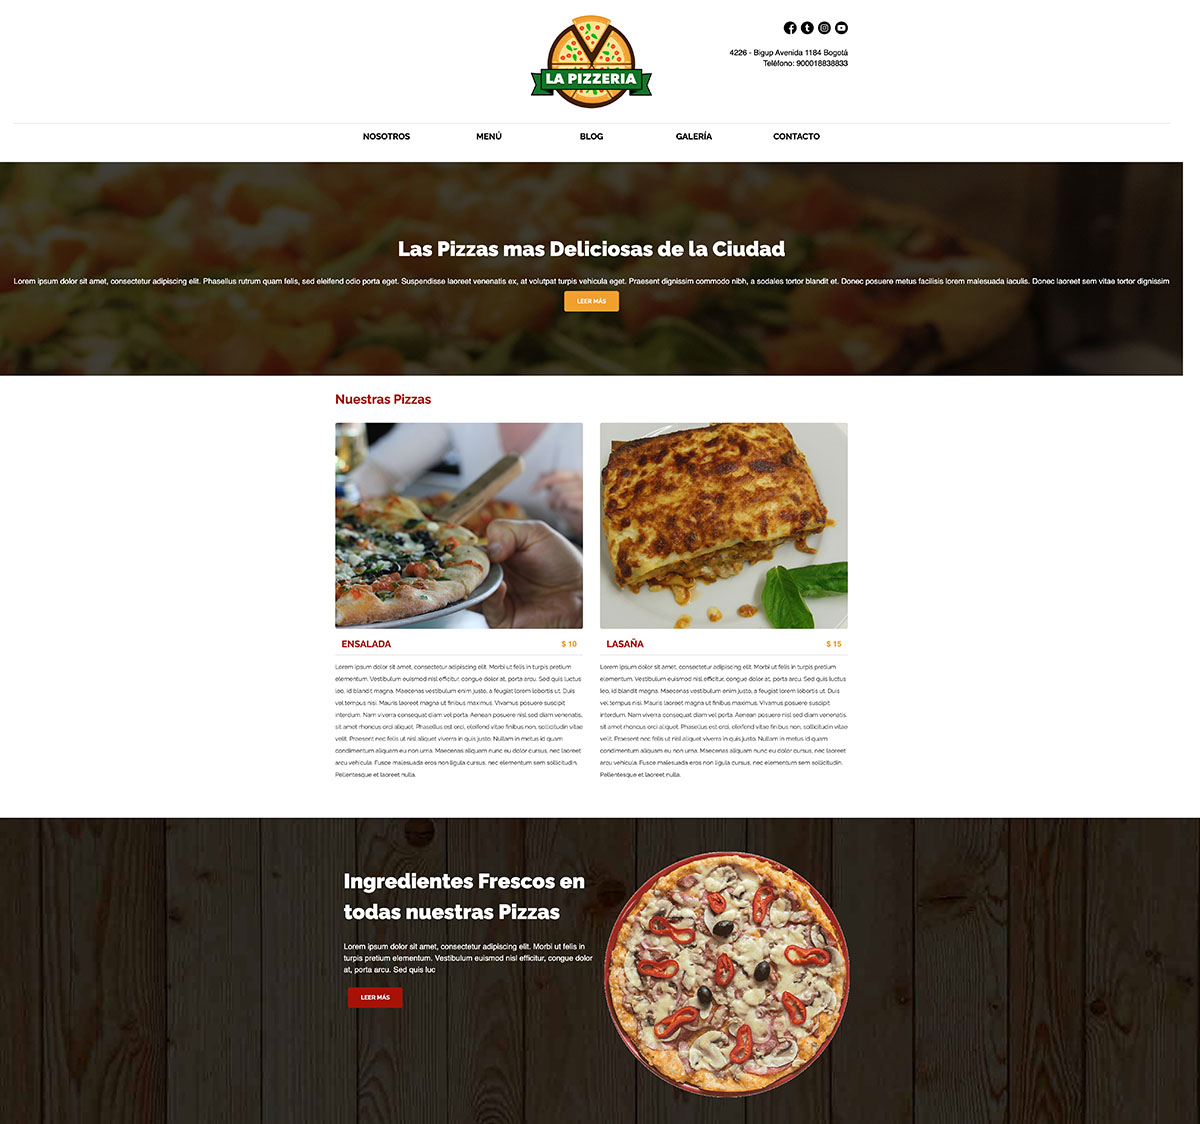 LA PIZZERIA
4226 - Bigup Avenida 1184 Bogotá
Teléfono: 900018838833
NOSOTROS MENÚ BLOG GALERÍA CONTACTO
Las Pizzas mas Deliciosas de la Ciudad
Lorem ipsum dolor sit amet, consectetur adipiscing elit. Phasellus rutrum quam felis, sed eleifend odio porta eget. Suspendisse laoreet venenatis ex, at volutpat turpis vehicula eget. Praesent dignissim commodo nibh, a sodales tortor blandit et. Donec posuere metus facilisis lorem malesuada iaculis. Donec laoreet sem vitae tortor dignissim
LEER MÁS
Nuestras Pizzas
ENSALADA $ 10
Lorem ipsum dolor sit amet, consectetur adipiscing elit. Morbi ut felis in turpis pretium
elementum. Vestibulum euismod nisl efficitur, congue dolor at, porta arcu. Sed quis luctus
leo, id blandit magna. Maecenas vestibulum enim justo, a feugiat lorem lobortis ut. Duis
vel tempus nisi. Mauris laoreet magna ut finibus maximus. Vivamus posuere suscipit
interdum. Nam viverra consequat diam vel porta. Aenean posuere nisl sed diam venenatis,
sit amet rhoncus orci aliquet. Phasellus est orci, eleifend vitae finibus non, sollicitudin vitae
velit. Praesent nec felis ut nisl aliquet viverra in quis justo. Nullam in metus id quam
condimentum aliquam eu non urna. Maecenas aliquam nunc eu dolor cursus, nec laoreet
arcu vehicula. Fusce malesuada eros non ligula cursus, nec elementum sem sollicitudin.
Pellentesque et laoreet nulla.
LASAÑA $ 15
Lorem ipsum dolor sit amet, consectetur adipiscing elit. Morbi ut felis in turpis pretium
elementum. Vestibulum euismod nisl efficitur, congue dolor at, porta arcu. Sed quis luctus
leo, id blandit magna. Maecenas vestibulum enim justo, a feugiat lorem lobortis ut. Duis
vel tempus nisi. Mauris laoreet magna ut finibus maximus. Vivamus posuere suscipit
interdum. Nam viverra consequat diam vel porta. Aenean posuere nisl sed diam venenatis,
sit amet rhoncus orci aliquet. Phasellus est orci, eleifend vitae finibus non, sollicitudin vitae
velit. Praesent nec felis ut nisl aliquet viverra in quis justo. Nullam in metus id quam
condimentum aliquam eu non urna. Maecenas aliquam nunc eu dolor cursus, nec laoreet
arcu vehicula. Fusce malesuada eros non ligula cursus, nec elementum sem sollicitudin.
Pellentesque et laoreet nulla.
Ingredientes Frescos en
todas nuestras Pizzas
Lorem ipsum dolor sit amet, consectetur adipiscing elit. Morbi ut felis in
turpis pretium elementum. Vestibulum euismod nisl efficitur, congue dolor
at, porta arcu. Sed quis luc
LEER MÁS